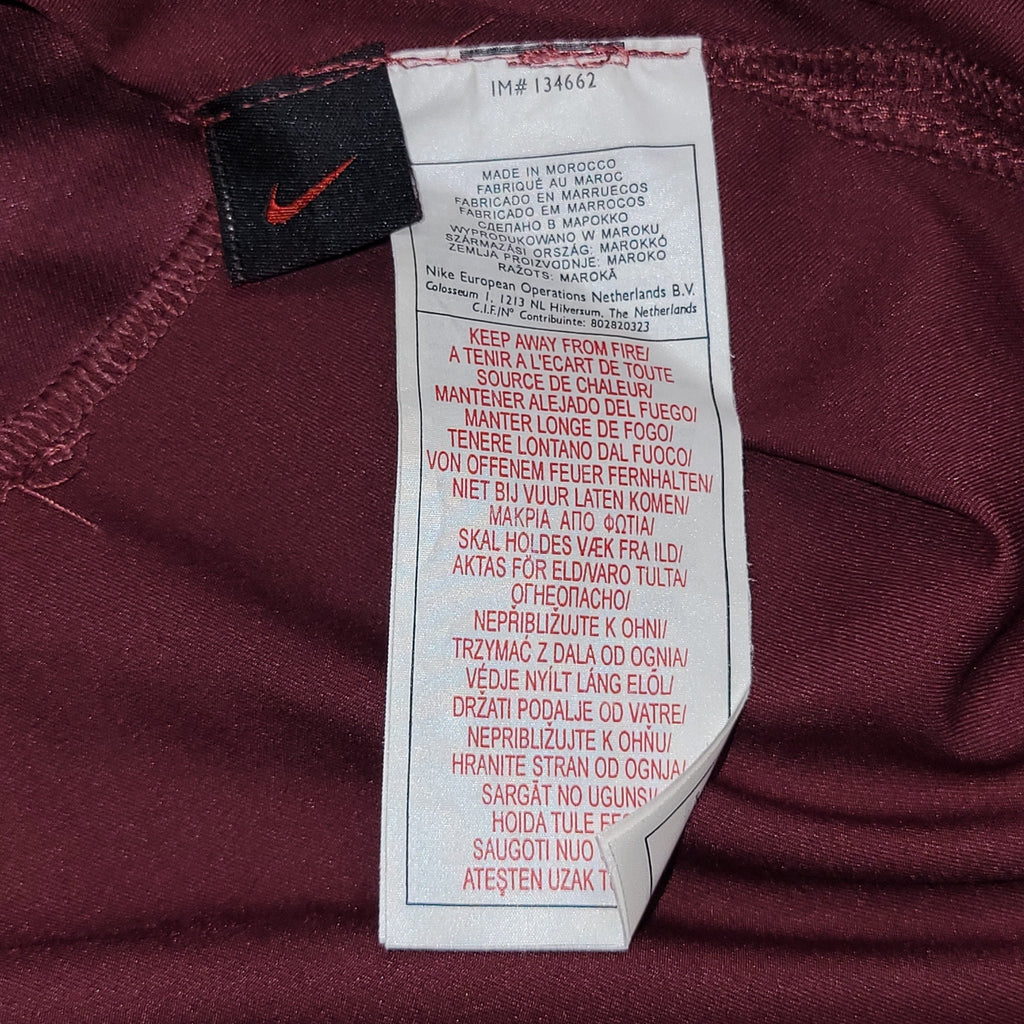 IM# 134662
MADE IN MOROCCO
FABRIQUÉ AU MAROC
FABRICADO EN MARRUECOS
FABRICADO EM MARROCOS
СДЕЛАНО В МАРОККО
WYPRODUKOWANO W MAROKU
SZÁRMAZÁSI ORSZÁG: MAROKKÓ
ZEMLJA PROIZVODNJE: MAROKO
RAŽOTS: MAROKĀ
Nike European Operations Netherlands B.V.
Colosseum 1, 1213 NL Hilversum, The Netherlands
C.I.F./Nº Contribuinte: 802820323
KEEP AWAY FROM FIRE/
A TENIR A L'ECART DE TOUTE
SOURCE DE CHALEUR/
MANTENER ALEJADO DEL FUEGO/
MANTER LONGE DE FOGO/
TENERE LONTANO DAL FUOCO/
VON OFFENEM FEUER FERNHALTEN/
NIET BIJ VUUR LATEN KOMEN/
ΜΑΚΡΙΑ ΑΠΟ ΦΩΤΙΑ/
SKAL HOLDES VÆK FRA ILD/
AKTAS FÖR ELD/VARO TULTA/
ОГНЕОПАСНО/
NEPŘIBLIŽUJTE K OHNI/
TRZYMAĆ Z DALA OD OGNIA/
VÉDJE NYÍLT LÁNG ELŐL/
DRŽATI PODALJE OD VATRE/
NEPRIBLIŽUJTE K OHŇU/
HRANITE STRAN OD OGNJA/
SARGĀT NO UGUNS/
HOIDA TULE
SAUGOTI NUO
ATEŞTEN UZAK